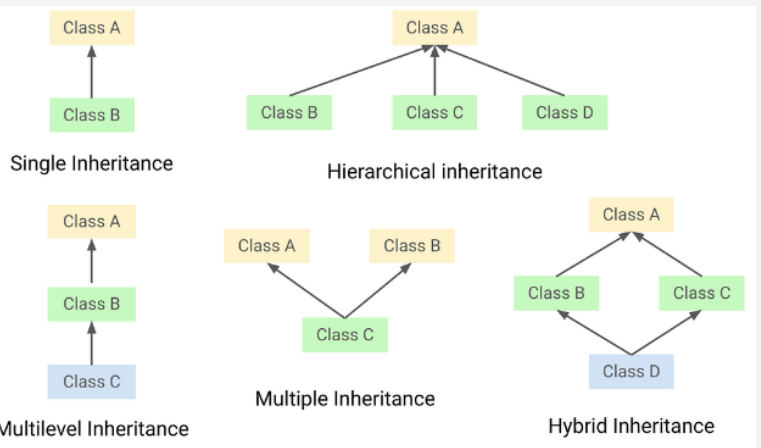 Class A
Class B
Single Inheritance
Class A
Class B
Class C
Class D
Hierarchical inheritance
Class A
Class B
Class C
Multilevel Inheritance
Class A
Class B
Class C
Multiple Inheritance
Class A
Class B
Class C
Class D
Hybrid Inheritance